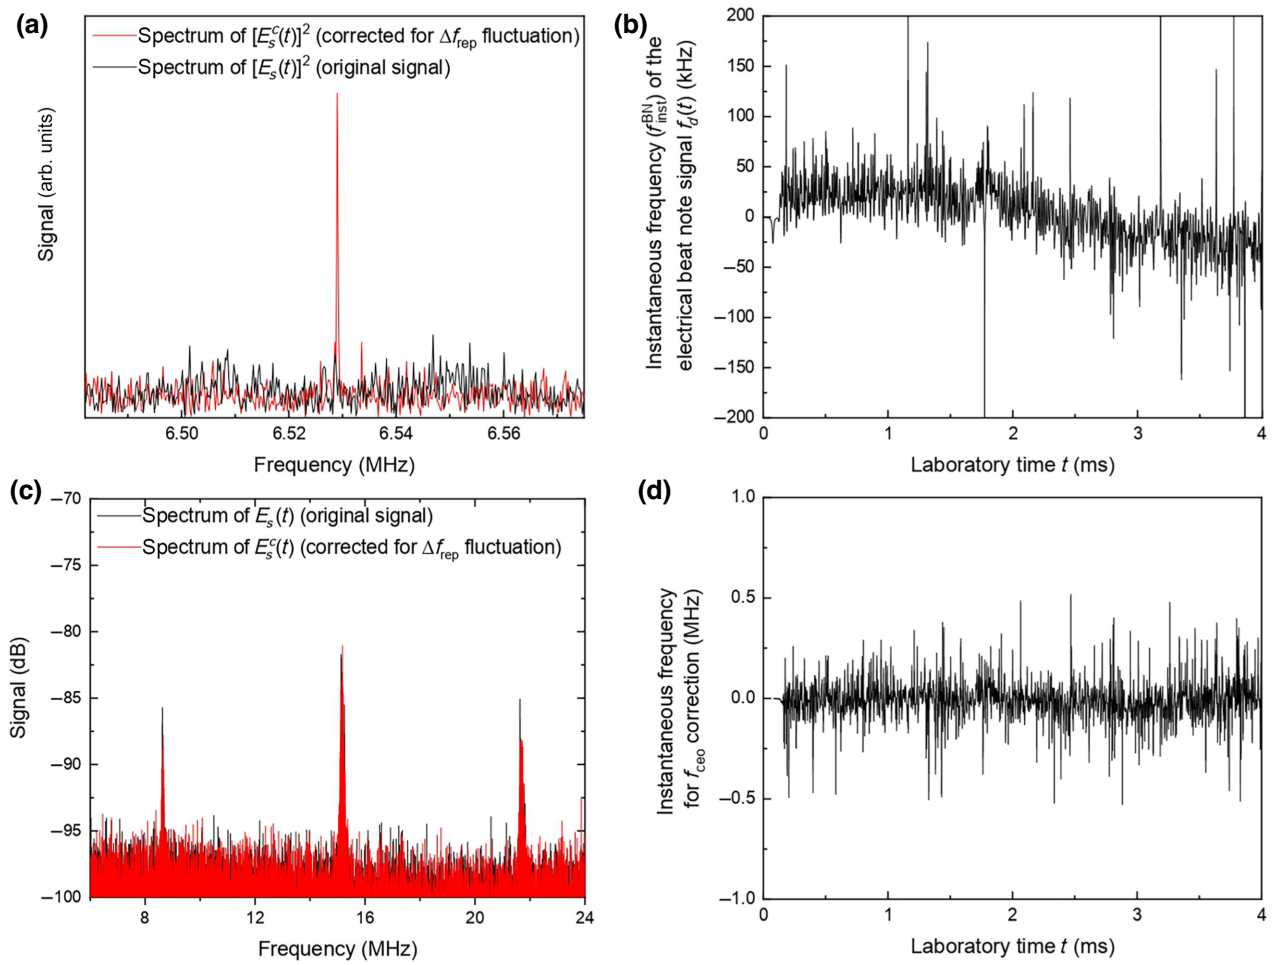 (a)
Spectrum of [E_s^c(t)]² (corrected for Δf_rep fluctuation)
Spectrum of [E_s(t)]² (original signal)
Signal (arb. units)
6.50 6.52 6.54 6.56
Frequency (MHz)
(b)
Instantaneous frequency (f_inst^BN) of the
electrical beat note signal f_d(t) (kHz)
200
150
100
50
0
–50
–100
–150
–200
0 1 2 3 4
Laboratory time t (ms)
(c)
Spectrum of E_s(t) (original signal)
Spectrum of E_s^c(t) (corrected for Δf_rep fluctuation)
Signal (dB)
–70
–75
–80
–85
–90
–95
–100
8 12 16 20 24
Frequency (MHz)
(d)
Instantaneous frequency
for f_ceo correction (MHz)
1.0
0.5
0.0
–0.5
–1.0
0 1 2 3 4
Laboratory time t (ms)